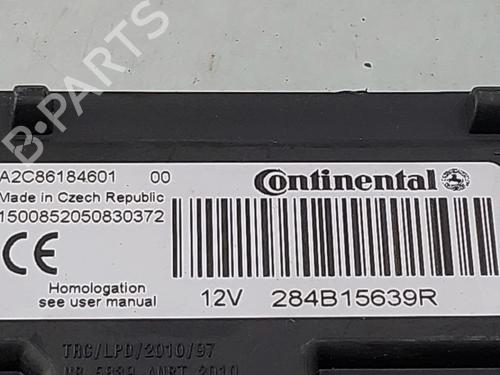 B-PARTS
A2C86184601 00
Continental
Made in Czech Republic
1500852050830372
CE
Homologation
see user manual
12V 284B15639R
TRC/LPD/2010/97